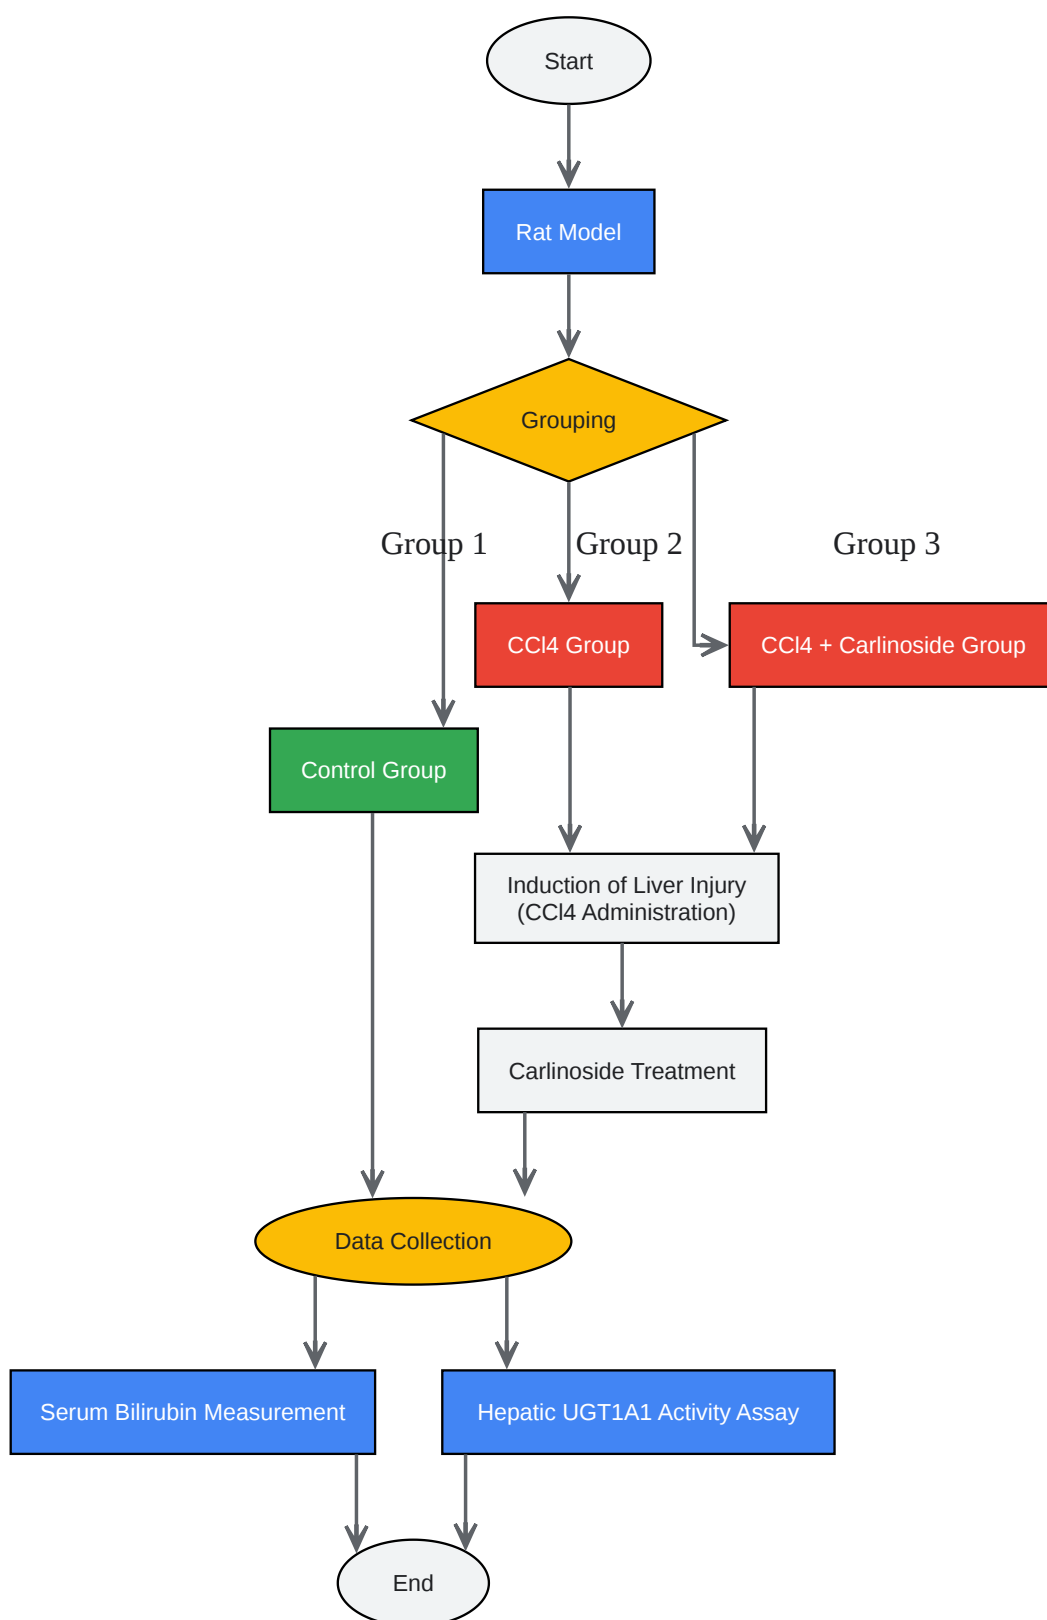 Start
Rat Model
Grouping
Group 1
Group 2
Group 3
CCl4 Group
CCl4 + Carlinoside Group
Control Group
Induction of Liver Injury
(CCl4 Administration)
Carlinoside Treatment
Data Collection
Serum Bilirubin Measurement
Hepatic UGT1A1 Activity Assay
End